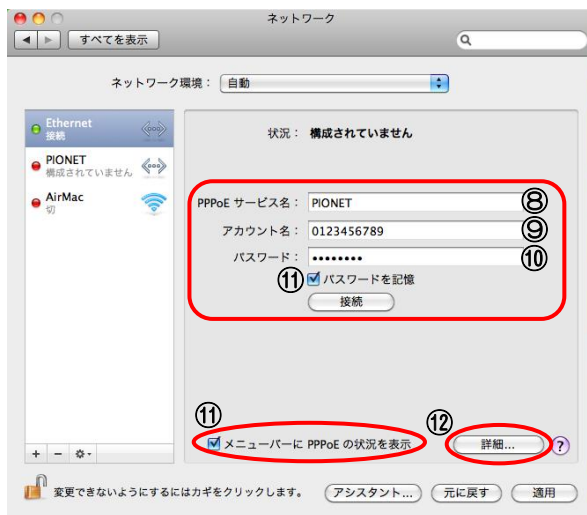 ネットワーク
すべてを表示
ネットワーク環境： 自動
Ethernet
接続
PIONET
構成されていません
AirMac
切
状況： 構成されていません
PPPoE サービス名： PIONET ⑧
アカウント名： 0123456789 ⑨
パスワード： •••••••• ⑩
⑪ パスワードを記憶
接続
⑪
メニューバーに PPPoE の状況を表示
⑫
詳細... ?
+ −
変更できないようにするにはカギをクリックします。
アシスタント... 元に戻す 適用